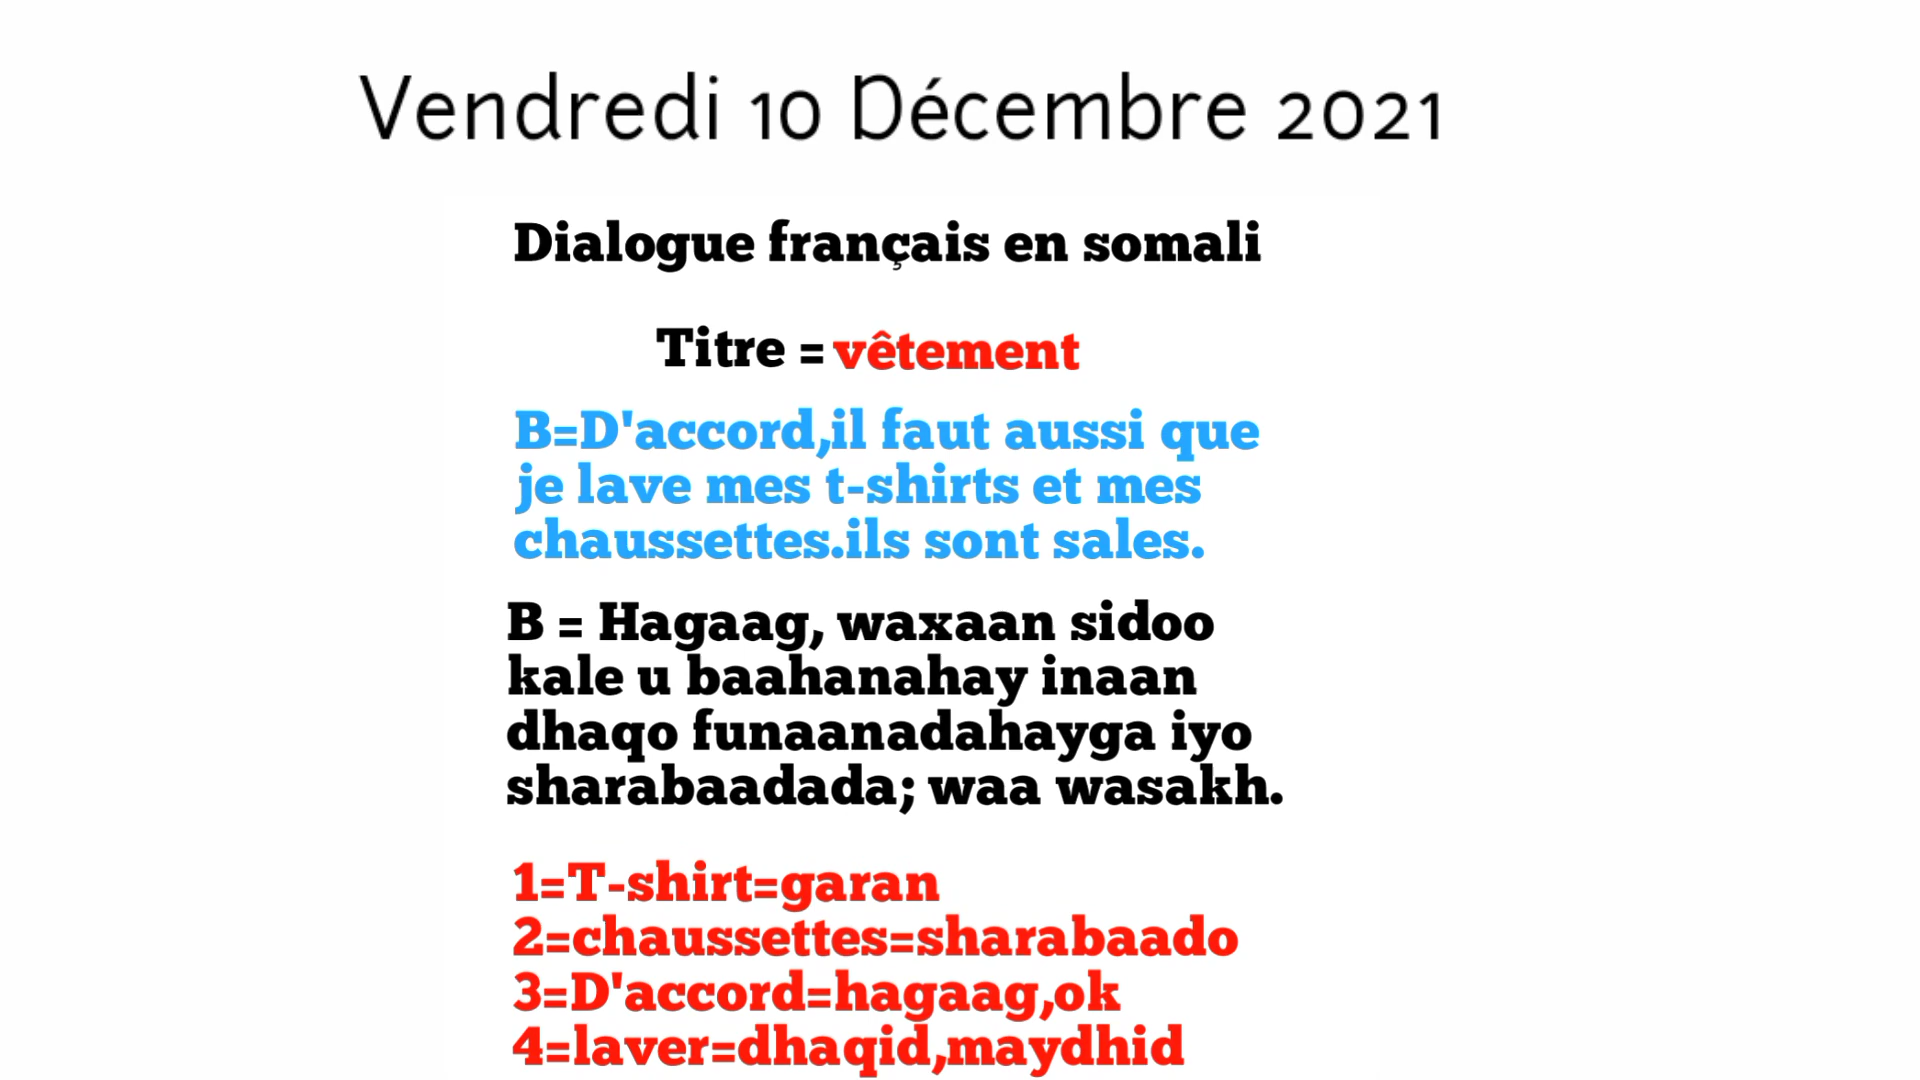 Vendredi 10 Décembre 2021
Dialogue français en somali
Titre = vêtement
B=D'accord,il faut aussi que
je lave mes t-shirts et mes
chaussettes.ils sont sales.
B = Hagaag, waxaan sidoo
kale u baahanahay inaan
dhaqo funaanadahayga iyo
sharabaadada; waa wasakh.
1=T-shirt=garan
2=chaussettes=sharabaado
3=D'accord=hagaag,ok
4=laver=dhaqid,maydhid